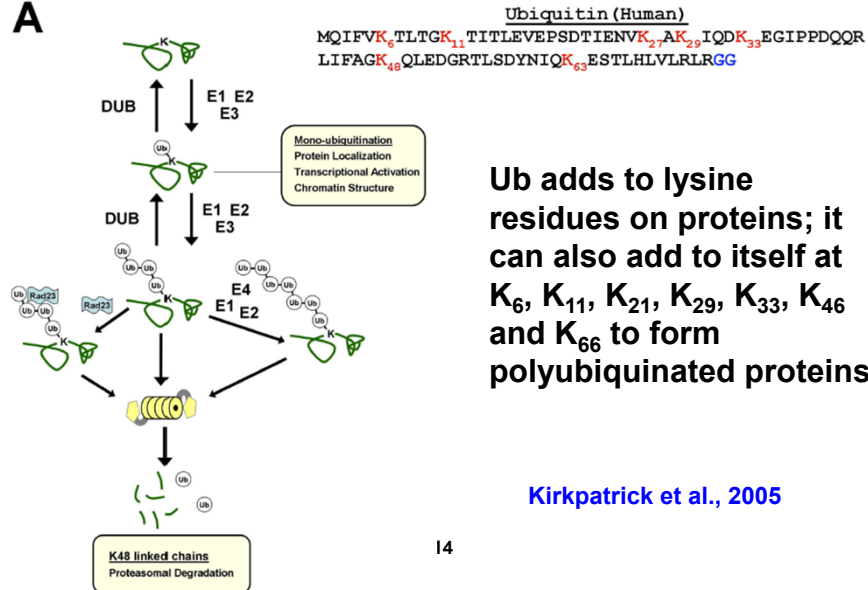 A
Ubiquitin (Human)
MQIFVK6TLTGK11TITLEVEPSDTIENVK27AK29IQDK33EGIPPDQQR
LIFAGK48QLEDGRTLSDYNIQK63ESTLHLVLRLRGG
K
DUB
E1 E2
E3
Ub
K
Mono-ubiquitination
Protein Localization
Transcriptional Activation
Chromatin Structure
DUB
E1 E2
E3
Ub
Ub Ub
Ub
K
Ub Rad23
Ub Ub
Ub
K
Rad23
E4
E1 E2
Ub
Ub Ub
Ub Ub
Ub
K
Ub
Ub
K48 linked chains
Proteasomal Degradation
Ub adds to lysine
residues on proteins; it
can also add to itself at
K6, K11, K21, K29, K33, K46
and K66 to form
polyubiquinated proteins
Kirkpatrick et al., 2005
14